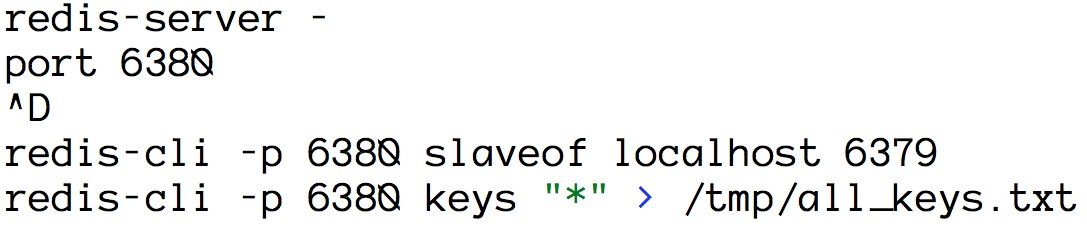 redis-server -
port 6380
^D
redis-cli -p 6380 slaveof localhost 6379
redis-cli -p 6380 keys "*" > /tmp/all_keys.txt